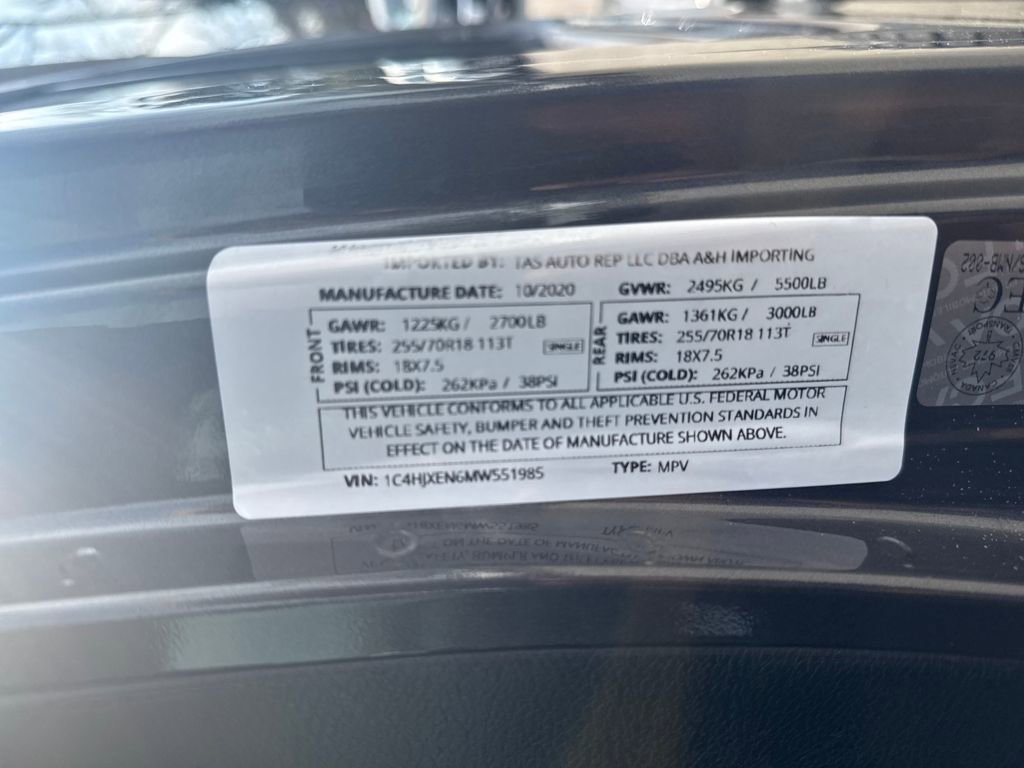 IMPORTED BY: TAS AUTO REP LLC DBA A&H IMPORTING
MANUFACTURE DATE: 10/2020 GVWR: 2495KG / 5500LB
FRONT
GAWR: 1225KG / 2700LB
TIRES: 255/70R18 113T SINGLE
RIMS: 18X7.5
PSI (COLD): 262KPa / 38PSI
REAR
GAWR: 1361KG / 3000LB
TIRES: 255/70R18 113T SINGLE
RIMS: 18X7.5
PSI (COLD): 262KPa / 38PSI
THIS VEHICLE CONFORMS TO ALL APPLICABLE U.S. FEDERAL MOTOR
VEHICLE SAFETY, BUMPER AND THEFT PREVENTION STANDARDS IN
EFFECT ON THE DATE OF MANUFACTURE SHOWN ABOVE.
VIN: 1C4HJXEN6MW551985 TYPE: MPV
972
CANADA
TRANSPORT